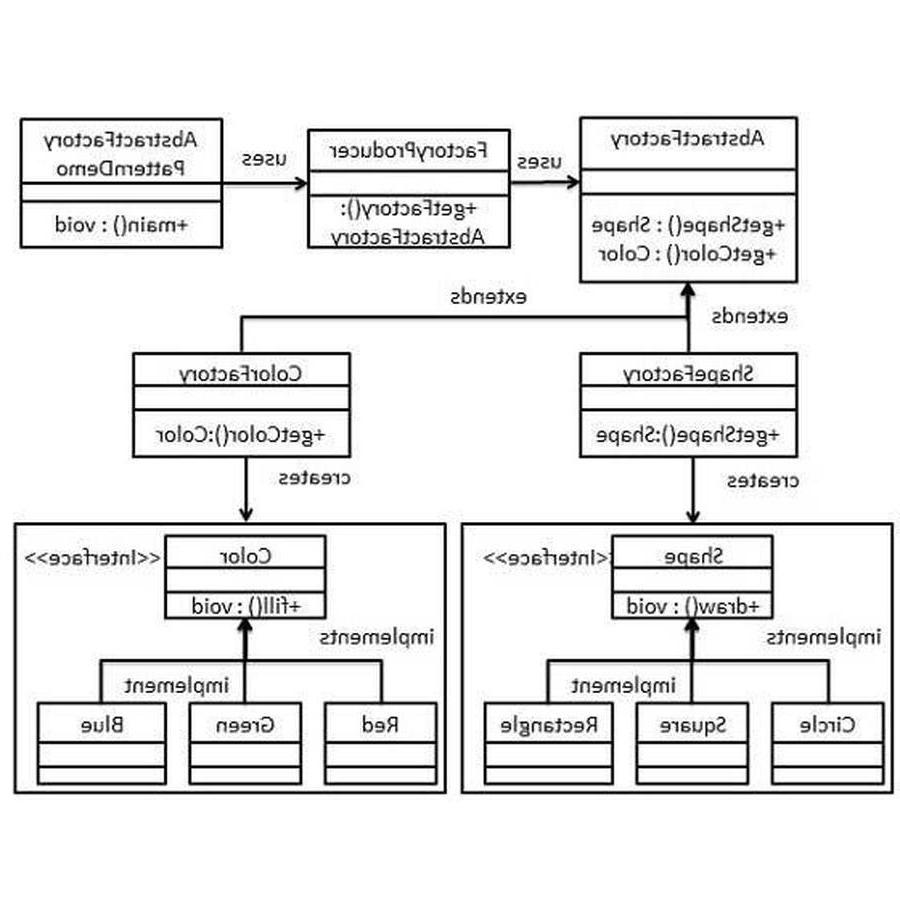 AbstractFactory
+getShape() : Shape
+getColor() : Color
uses
FactoryProducer
+getFactory():
AbstractFactory
uses
AbstractFactory
PatternDemo
+main() : void
extends
extends
ShapeFactory
+getShape():Shape
ColorFactory
+getColor():Color
creates
creates
Shape
<Interface>>
+draw() : void
implements
implement
Circle
Square
Rectangle
Color
<<Interface>>
+fill() : void
implements
implement
Red
Green
Blue